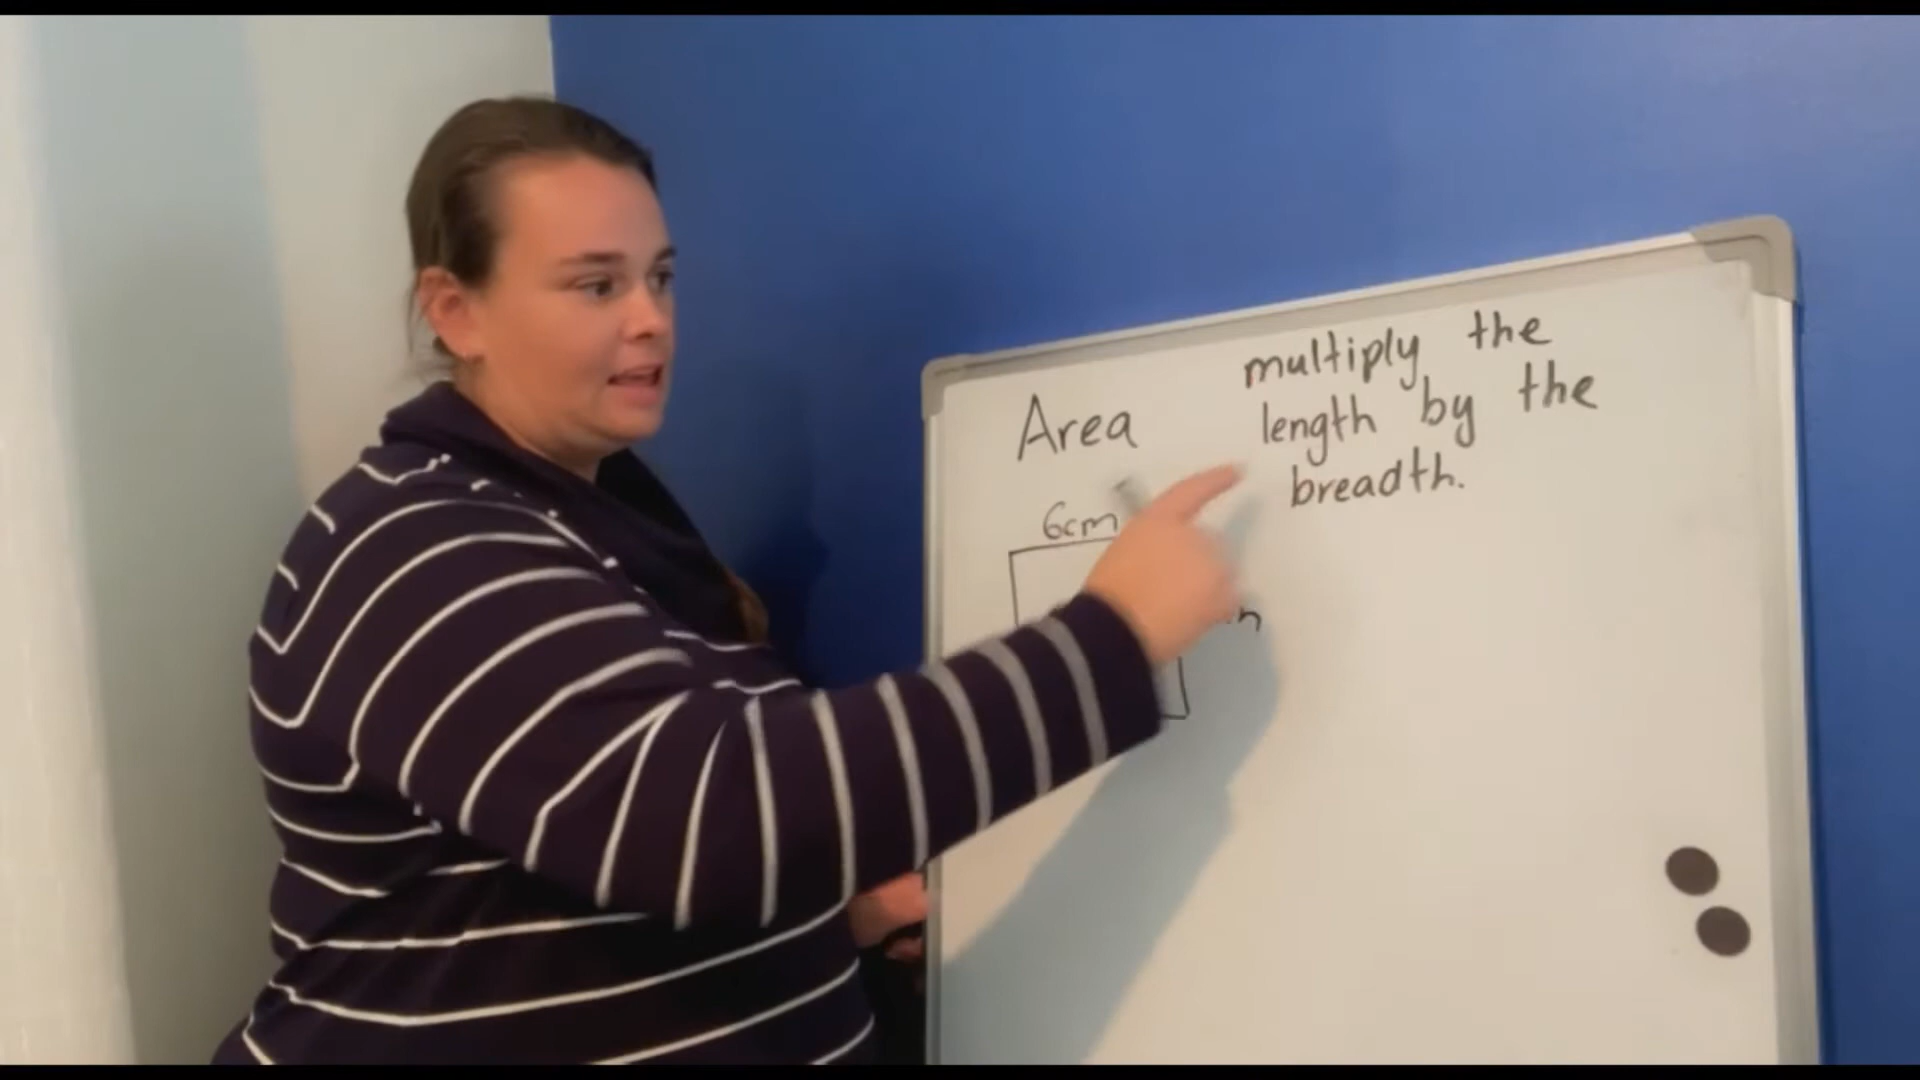 Area
multiply the
length by the
breadth.
6cm